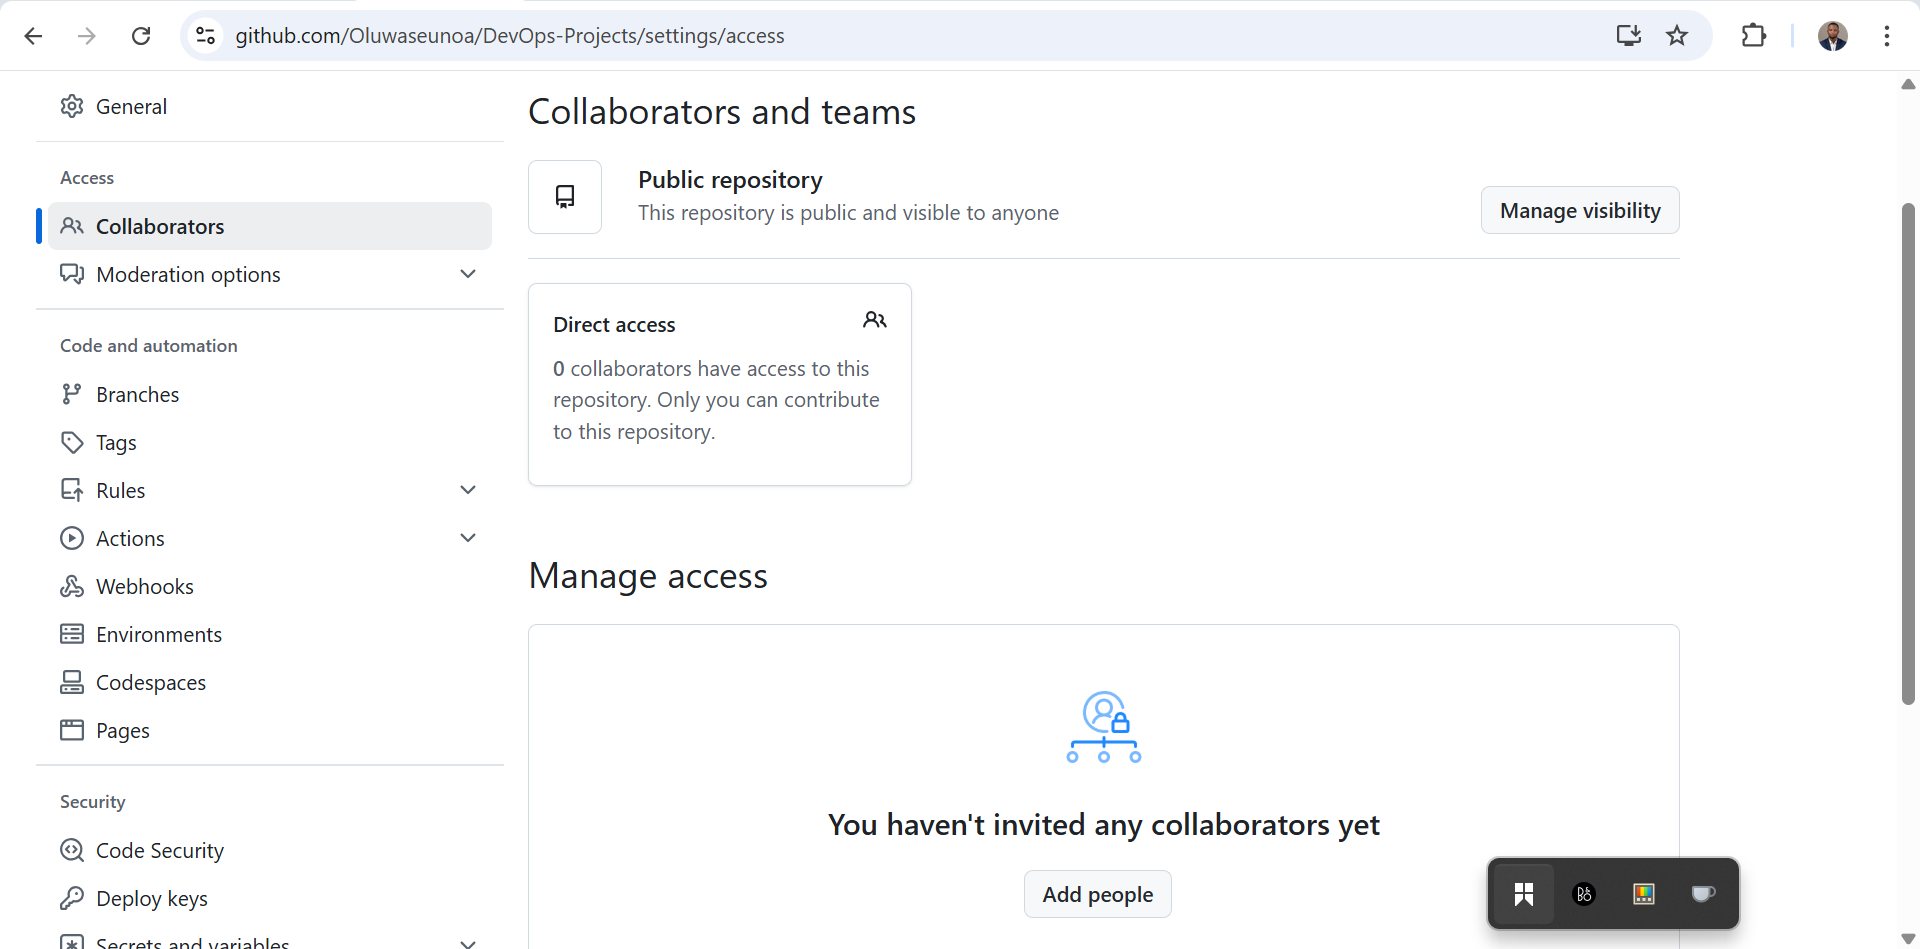 github.com/Oluwaseunoa/DevOps-Projects/settings/access
General
Access
Collaborators
Moderation options
Code and automation
Branches
Tags
Rules
Actions
Webhooks
Environments
Codespaces
Pages
Security
Code Security
Deploy keys
Secrets and variables
Collaborators and teams
Public repository
This repository is public and visible to anyone
Manage visibility
Direct access
0 collaborators have access to this
repository. Only you can contribute
to this repository.
Manage access
You haven't invited any collaborators yet
Add people